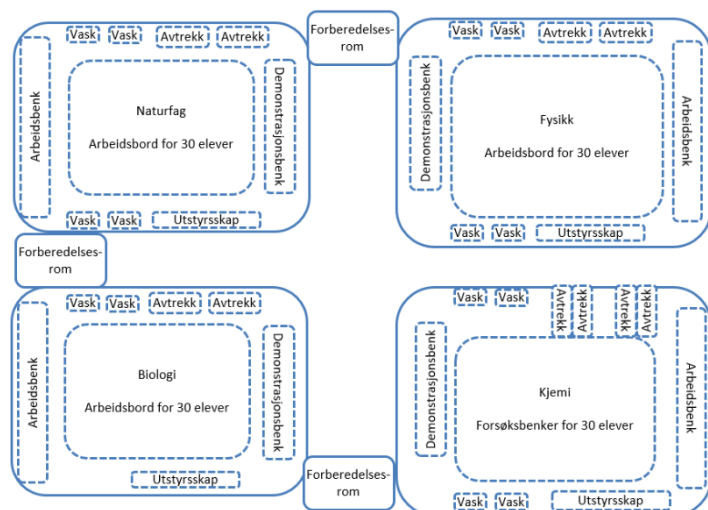 Vask Vask Avtrekk Avtrekk
Arbeidsbenk
Naturfag
Arbeidsbord for 30 elever
Demonstrasjonsbenk
Vask Vask Utstyrsskap
Forberedelses-
rom
Vask Vask Avtrekk Avtrekk
Demonstrasjonsbenk
Fysikk
Arbeidsbord for 30 elever
Arbeidsbenk
Vask Vask Utstyrsskap
Forberedelses-
rom
Vask Vask Avtrekk Avtrekk
Arbeidsbenk
Biologi
Arbeidsbord for 30 elever
Demonstrasjonsbenk
Utstyrsskap
Forberedelses-
rom
Vask Vask Avtrekk Avtrekk Avtrekk Avtrekk
Demonstrasjonsbenk
Kjemi
Forsøksbenker for 30 elever
Arbeidsbenk
Vask Vask Utstyrsskap